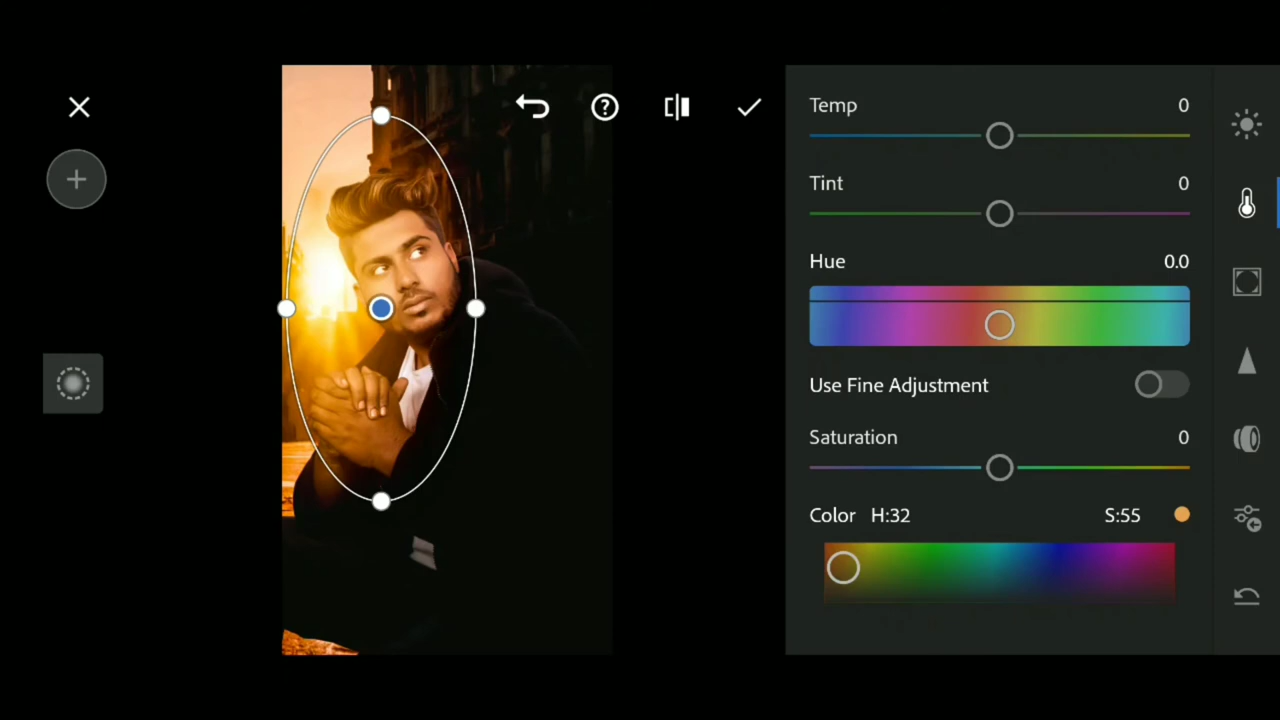 Temp 0
Tint 0
Hue 0.0
Use Fine Adjustment
Saturation 0
Color H:32 S:55